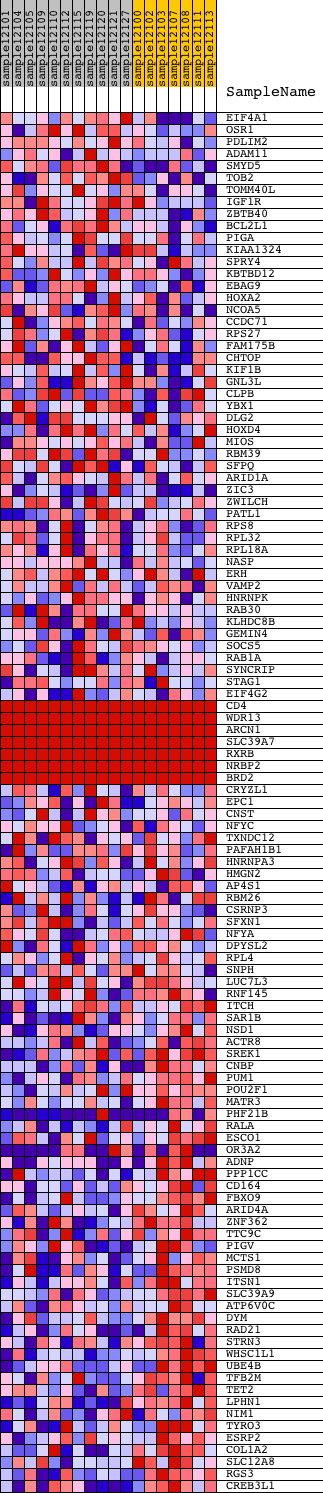 sample12101
sample12104
sample12105
sample12109
sample12110
sample12112
sample12115
sample12119
sample12120
sample12127
sample12100
sample12102
sample12103
sample12107
sample12108
sample12111
SampleName
EIF4A1
OSR1
PDLIM2
ADAM11
SMYD5
TOB2
TOMM40L
IGF1R
ZBTB40
BCL2L1
PIGA
KIAA1324
SPRY4
KBTBD12
EBAG9
HOXA2
NCOA5
CCDC71
RPS27
FAM175B
CHTOP
KIF1B
GNL3L
CLPB
YBX1
DLG2
HOXD4
MIOS
RBM39
SFPQ
ARID1A
ZIC3
ZWILCH
PATL1
RPS8
RPL32
RPL18A
NASP
ERH
VAMP2
HNRNPK
RAB30
KLHDC8B
GEMIN4
SOCS5
RAB1A
SYNCRIP
STAG1
EIF4G2
CD4
WDR13
ARCN1
SLC39A7
RXRB
NRBP2
BRD2
CRYZL1
EPC1
CNST
NFYC
TXNDC12
PAFAH1B1
HNRNPA3
HMGN2
AP4S1
RBM26
CSRNP3
SFXN1
NFYA
DPYSL2
RPL4
SNPH
LUC7L3
RNF145
ITCH
SAR1B
NSD1
ACTR8
SREK1
CNBP
PUM1
POU2F1
MATR3
PHF21B
RALA
ESCO1
OR3A2
ADNP
PPP1CC
CD164
FBXO9
ARID4A
ZNF362
TTC9C
PIGV
MCTS1
PSMD8
ITSN1
SLC39A9
ATP6V0C
DYM
RAD21
STRN3
WHSC1L1
UBE4B
TFB2M
TET2
LPHN1
NIM1
TYRO3
ESRP2
COL1A2
SLC12A8
RGS3
CREB3L1